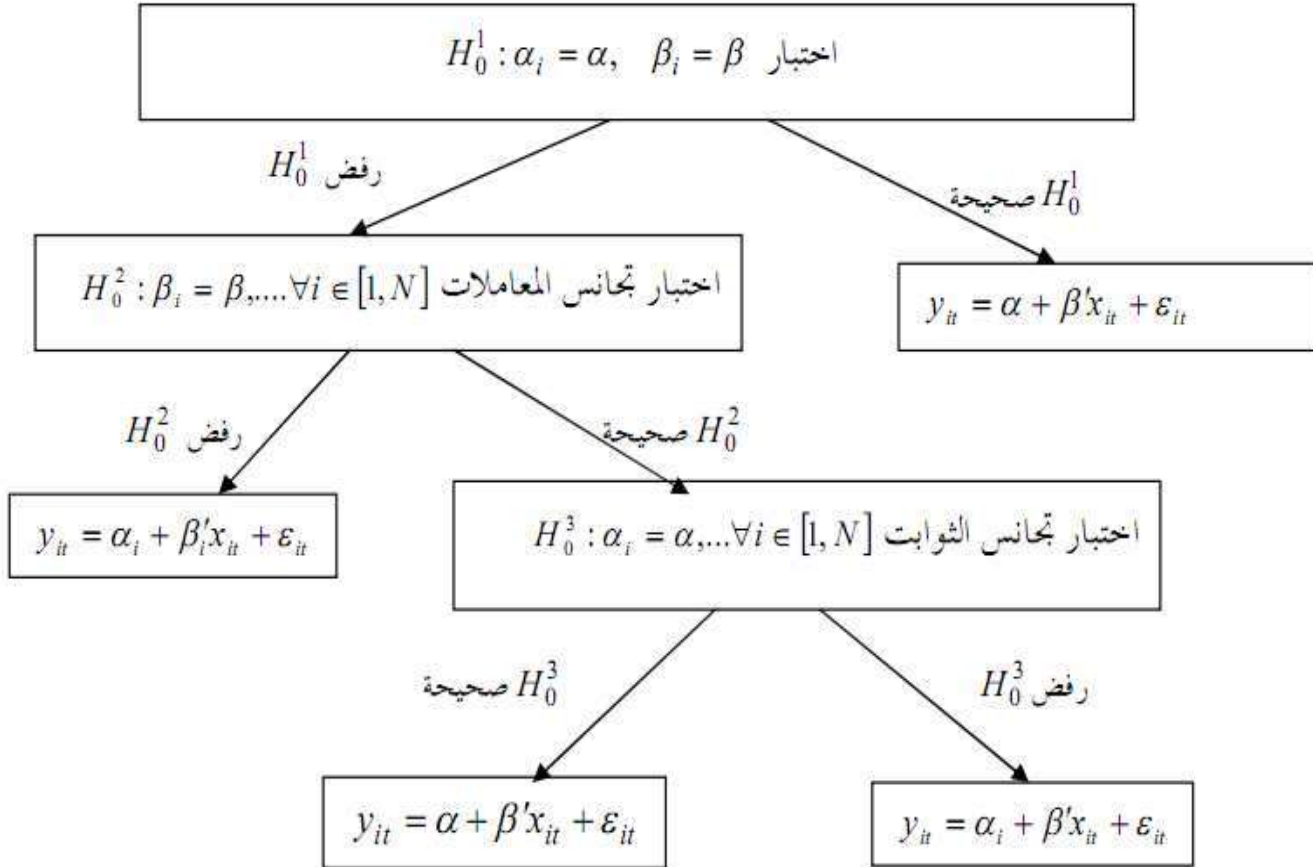 اختبار $H_0^1 : \alpha_i = \alpha, \quad \beta_i = \beta$
رفض $H_0^1$
$H_0^1$ صحيحة
اختبار تجانس المعاملات $H_0^2 : \beta_i = \beta, .... \forall i \in [1, N]$
$y_{it} = \alpha + \beta' x_{it} + \varepsilon_{it}$
رفض $H_0^2$
$H_0^2$ صحيحة
$y_{it} = \alpha_i + \beta_i' x_{it} + \varepsilon_{it}$
اختبار تجانس الثوابت $H_0^3 : \alpha_i = \alpha, ... \forall i \in [1, N]$
$H_0^3$ صحيحة
رفض $H_0^3$
$y_{it} = \alpha + \beta' x_{it} + \varepsilon_{it}$
$y_{it} = \alpha_i + \beta' x_{it} + \varepsilon_{it}$